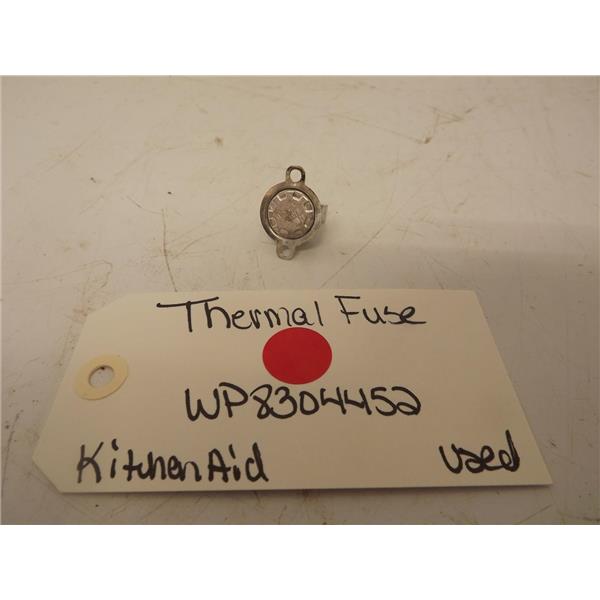 Thermal Fuse
WP8304452
KitchenAid
Used